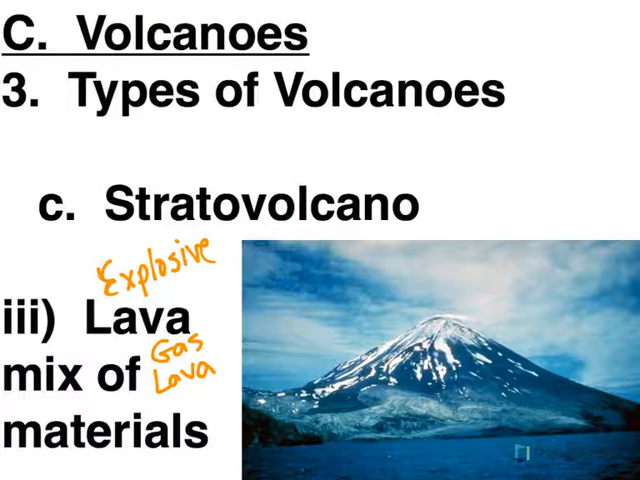 C. Volcanoes
3. Types of Volcanoes
c. Stratovolcano
Explosive
iii) Lava
Gas
mix of
Lava
materials